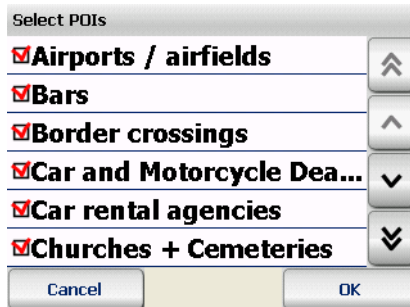 Select POIs
Airports / airfields
Bars
Border crossings
Car and Motorcycle Dea...
Car rental agencies
Churches + Cemeteries
Cancel
OK